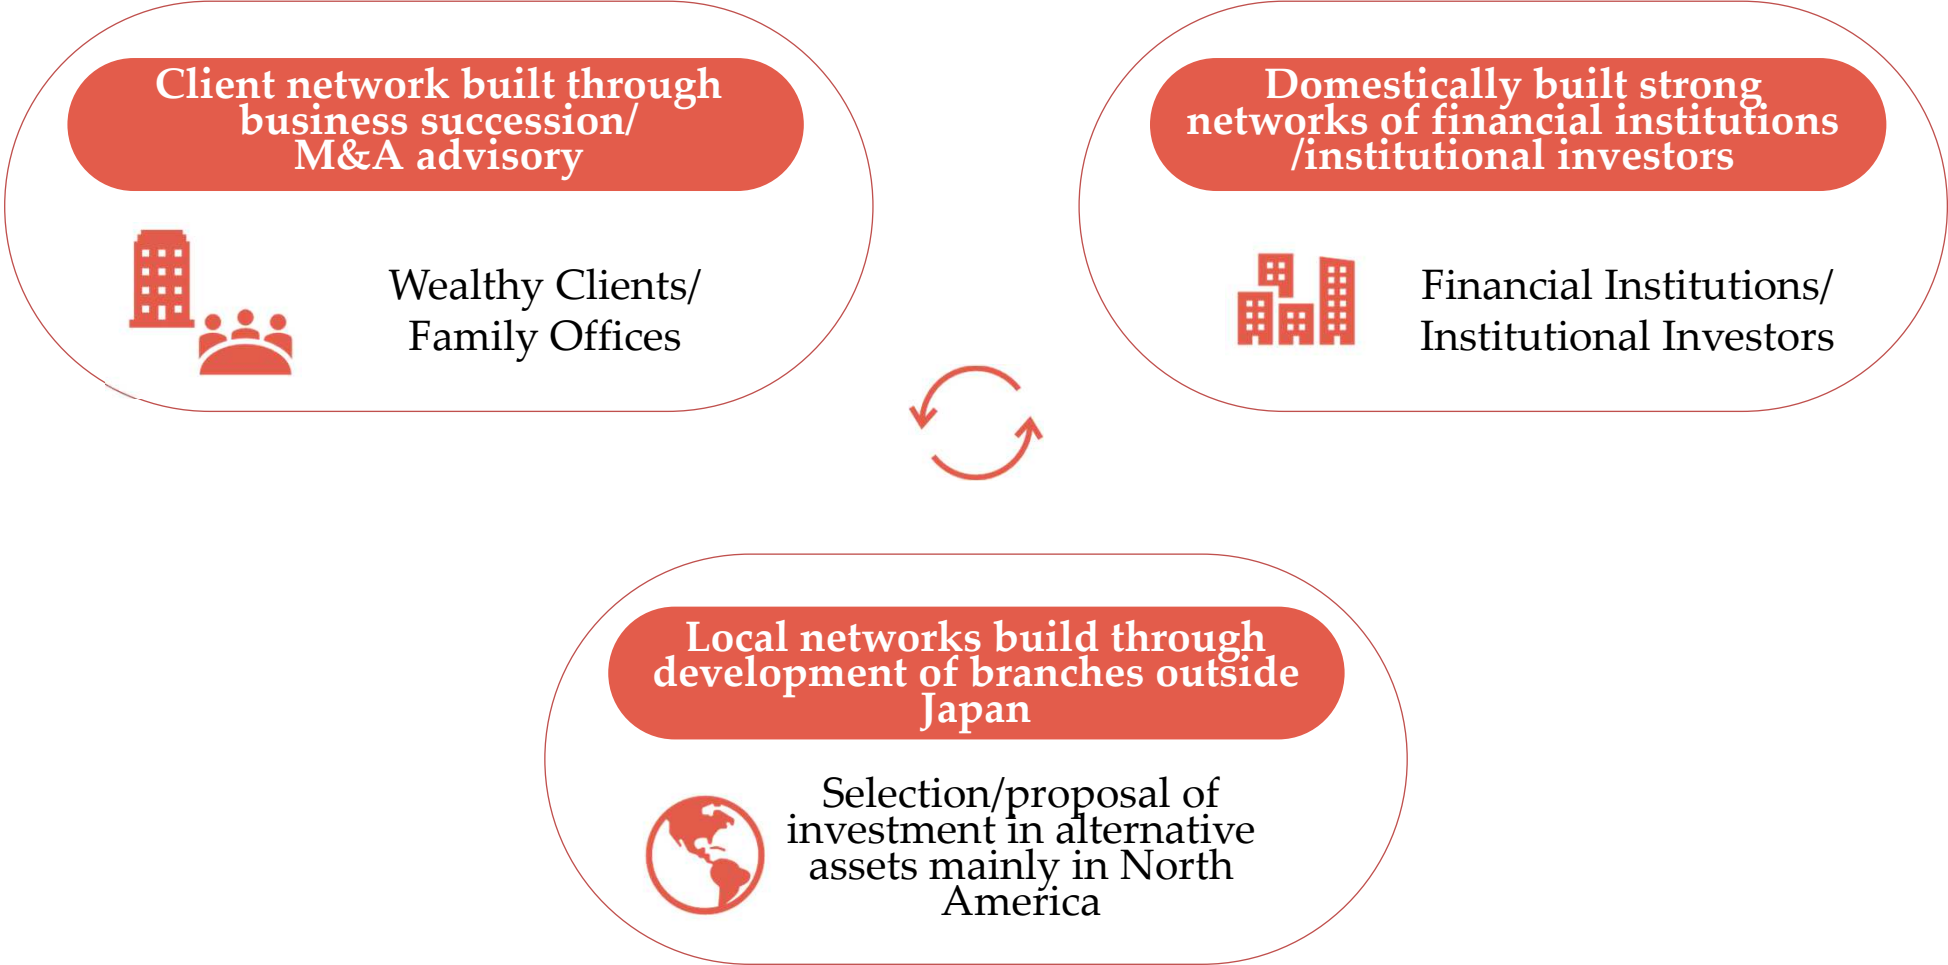 Client network built through
business succession/
M&A advisory
Wealthy Clients/
Family Offices
Domestically built strong
networks of financial institutions
/institutional investors
Financial Institutions/
Institutional Investors
Local networks build through
development of branches outside
Japan
Selection/proposal of
investment in alternative
assets mainly in North
America